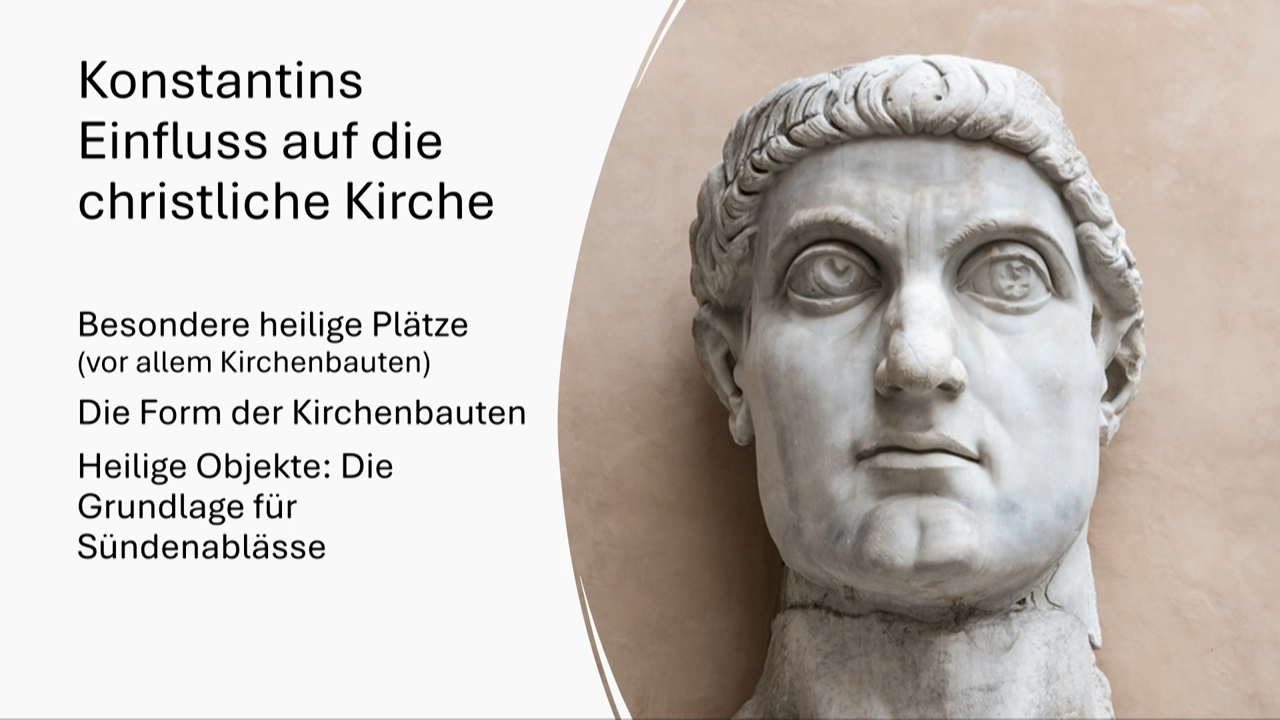 Konstantins
Einfluss auf die
christliche Kirche
Besondere heilige Plätze
(vor allem Kirchenbauten)
Die Form der Kirchenbauten
Heilige Objekte: Die
Grundlage für
Sündenablässe